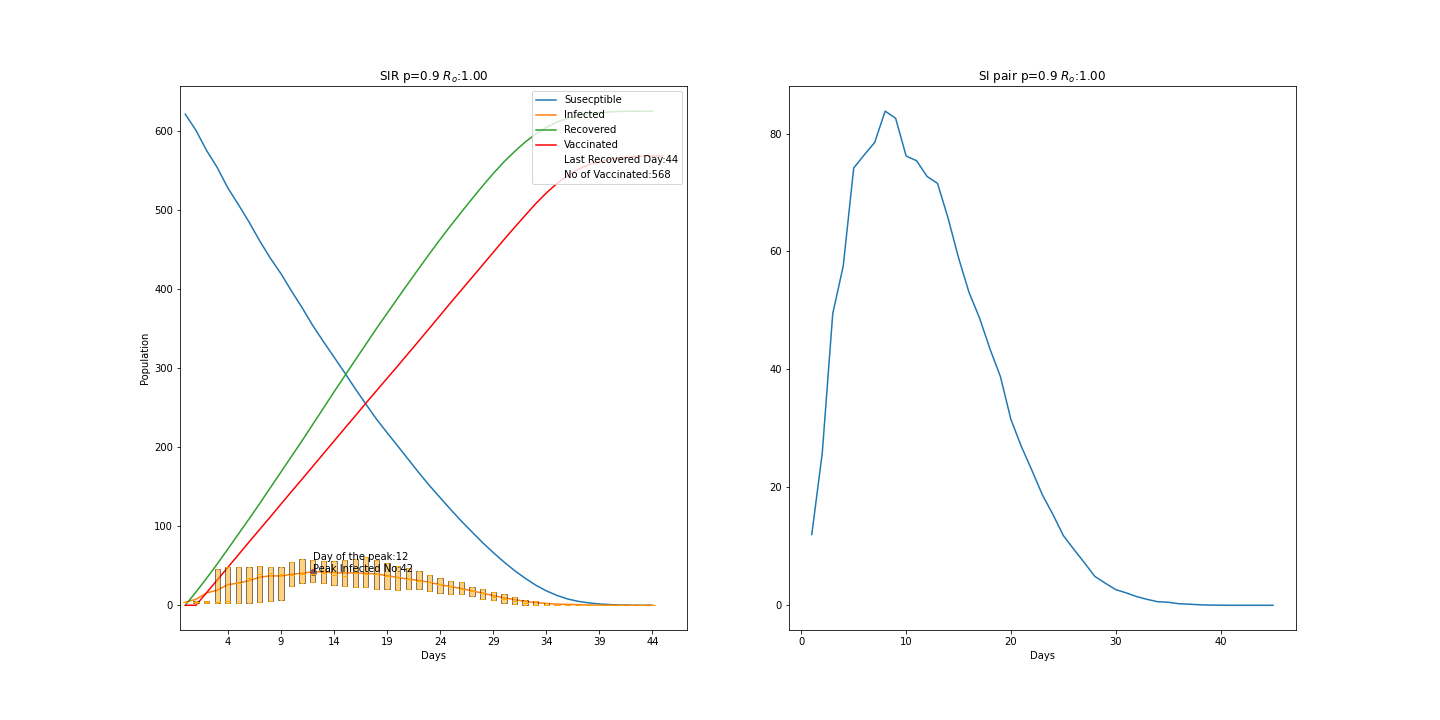 SIR p=0.9 R₀:1.00
Susecptible
Infected
Recovered
Vaccinated
Last Recovered Day:44
No of Vaccinated:568
600
500
400
300
200
100
0
Population
Day of the peak:12
Peak Infected No:42
4 9 14 19 24 29 34 39 44
Days
SI pair p=0.9 R₀:1.00
80
60
40
20
0
0 10 20 30 40
Days